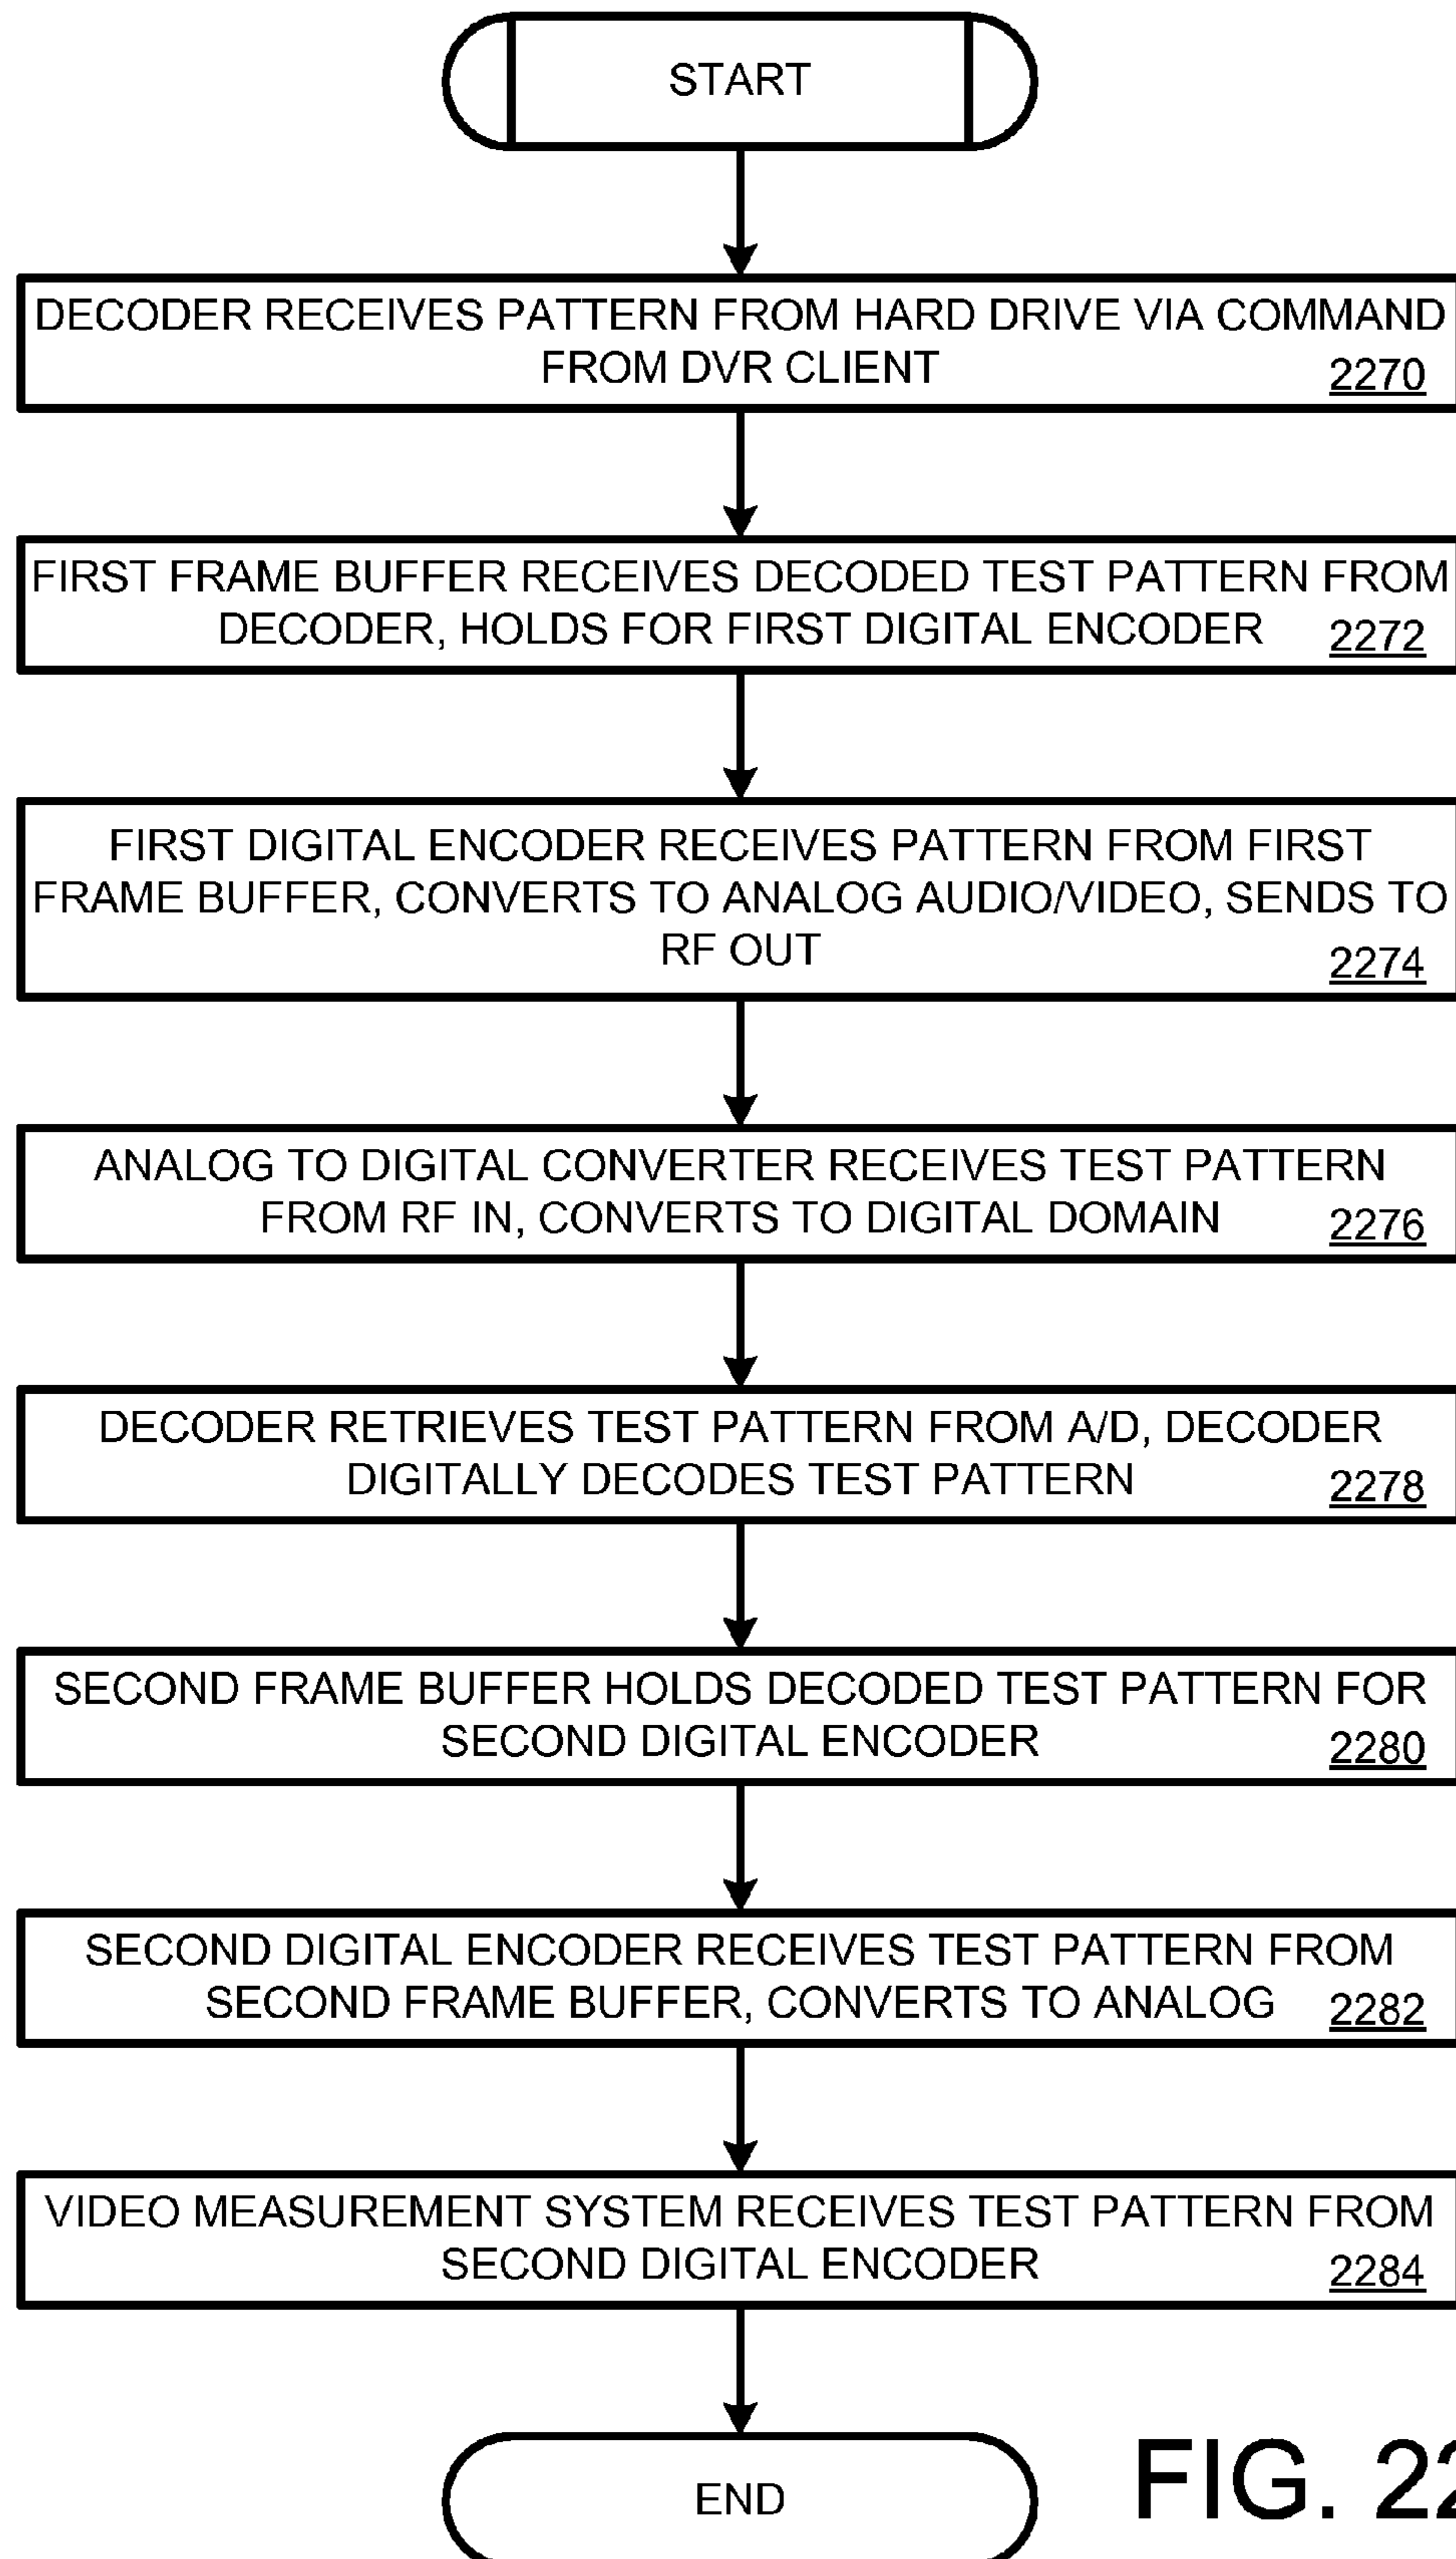 START
DECODER RECEIVES PATTERN FROM HARD DRIVE VIA COMMAND
FROM DVR CLIENT
2270
FIRST FRAME BUFFER RECEIVES DECODED TEST PATTERN FROM
DECODER, HOLDS FOR FIRST DIGITAL ENCODER
2272
FIRST DIGITAL ENCODER RECEIVES PATTERN FROM FIRST
FRAME BUFFER, CONVERTS TO ANALOG AUDIO/VIDEO, SENDS TO
RF OUT
2274
ANALOG TO DIGITAL CONVERTER RECEIVES TEST PATTERN
FROM RF IN, CONVERTS TO DIGITAL DOMAIN
2276
DECODER RETRIEVES TEST PATTERN FROM A/D, DECODER
DIGITALLY DECODES TEST PATTERN
2278
SECOND FRAME BUFFER HOLDS DECODED TEST PATTERN FOR
SECOND DIGITAL ENCODER
2280
SECOND DIGITAL ENCODER RECEIVES TEST PATTERN FROM
SECOND FRAME BUFFER, CONVERTS TO ANALOG
2282
VIDEO MEASUREMENT SYSTEM RECEIVES TEST PATTERN FROM
SECOND DIGITAL ENCODER
2284
END
FIG. 22